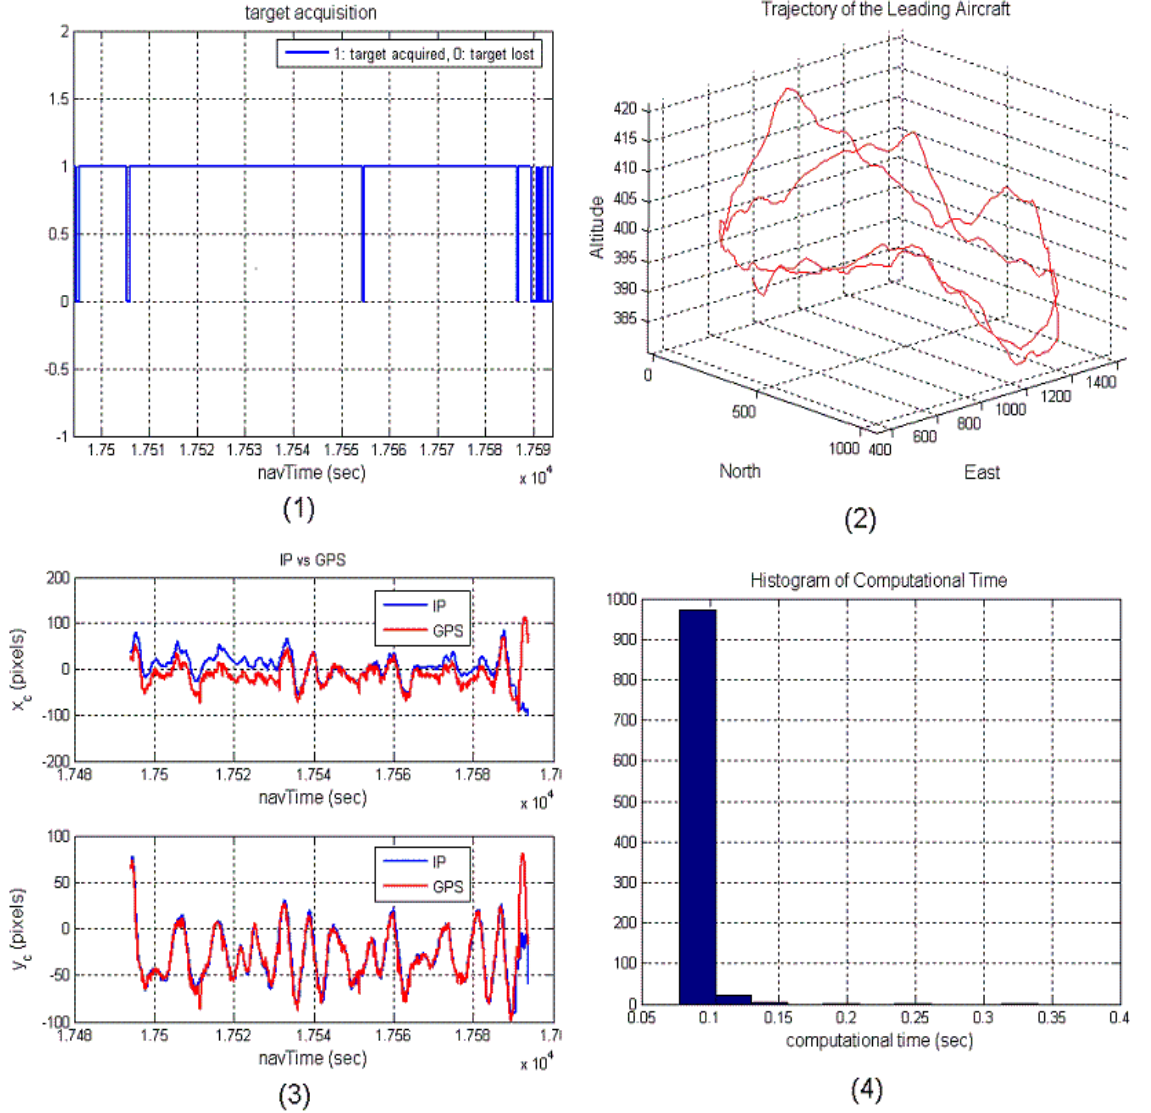 target acquisition
2
1.5
1
0.5
0
-0.5
-1
1: target acquired, 0: target lost
1.75 1.751 1.752 1.753 1.754 1.755 1.756 1.757 1.758 1.759
navTime (sec)
x 10^4
(1)
Trajectory of the Leading Aircraft
420
415
410
405
400
395
390
385
Altitude
0
500
1000
400 600 800 1000 1200 1400
North
East
(2)
IP vs GPS
200
100
0
-100
-200
x_c (pixels)
IP
GPS
1.748 1.75 1.752 1.754 1.756 1.758
navTime (sec)
x 10^4
100
50
0
-50
-100
y_c (pixels)
IP
GPS
1.748 1.75 1.752 1.754 1.756 1.758
navTime (sec)
x 10^4
(3)
Histogram of Computational Time
1000
900
800
700
600
500
400
300
200
100
0
0.05 0.1 0.15 0.2 0.25 0.3 0.35 0.4
computational time (sec)
(4)